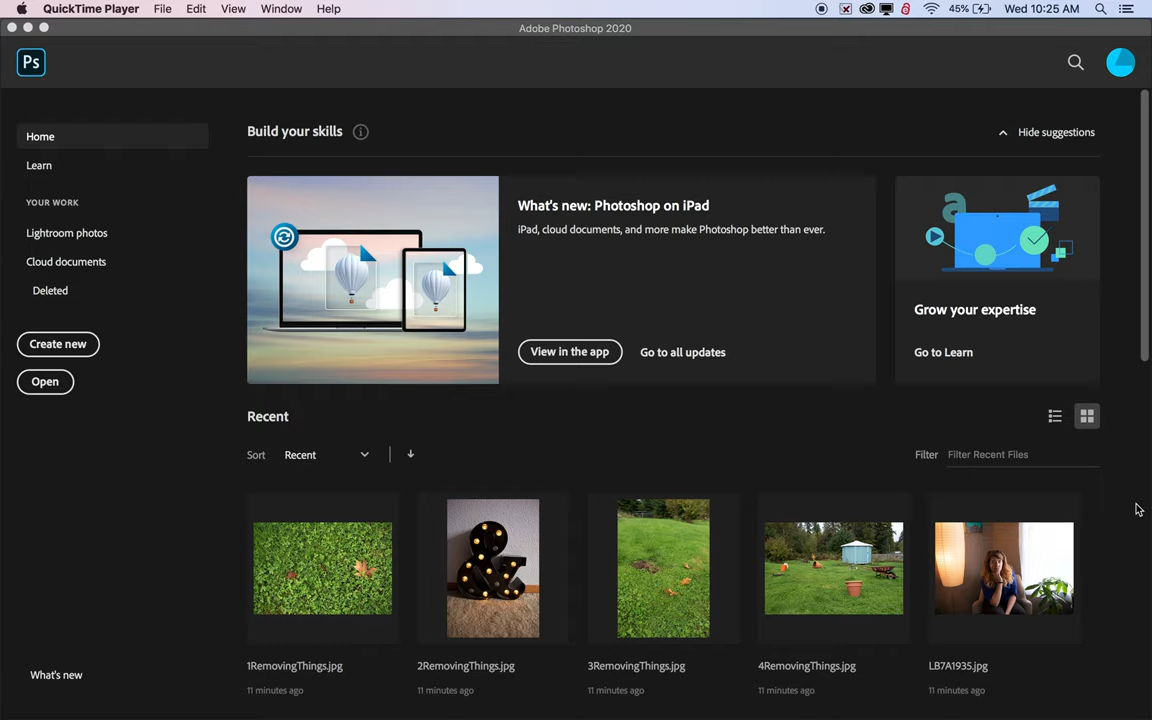 QuickTime Player File Edit View Window Help 45% Wed 10:25 AM
Adobe Photoshop 2020
Ps
Home
Learn
YOUR WORK
Lightroom photos
Cloud documents
Deleted
Create new
Open
What's new
Build your skills
Hide suggestions
What's new: Photoshop on iPad
iPad, cloud documents, and more make Photoshop better than ever.
View in the app Go to all updates
a
Grow your expertise
Go to Learn
Recent
Sort Recent Filter Filter Recent Files
1RemovingThings.jpg 2RemovingThings.jpg 3RemovingThings.jpg 4RemovingThings.jpg LB7A1935.jpg
11 minutes ago 11 minutes ago 11 minutes ago 11 minutes ago 11 minutes ago
&